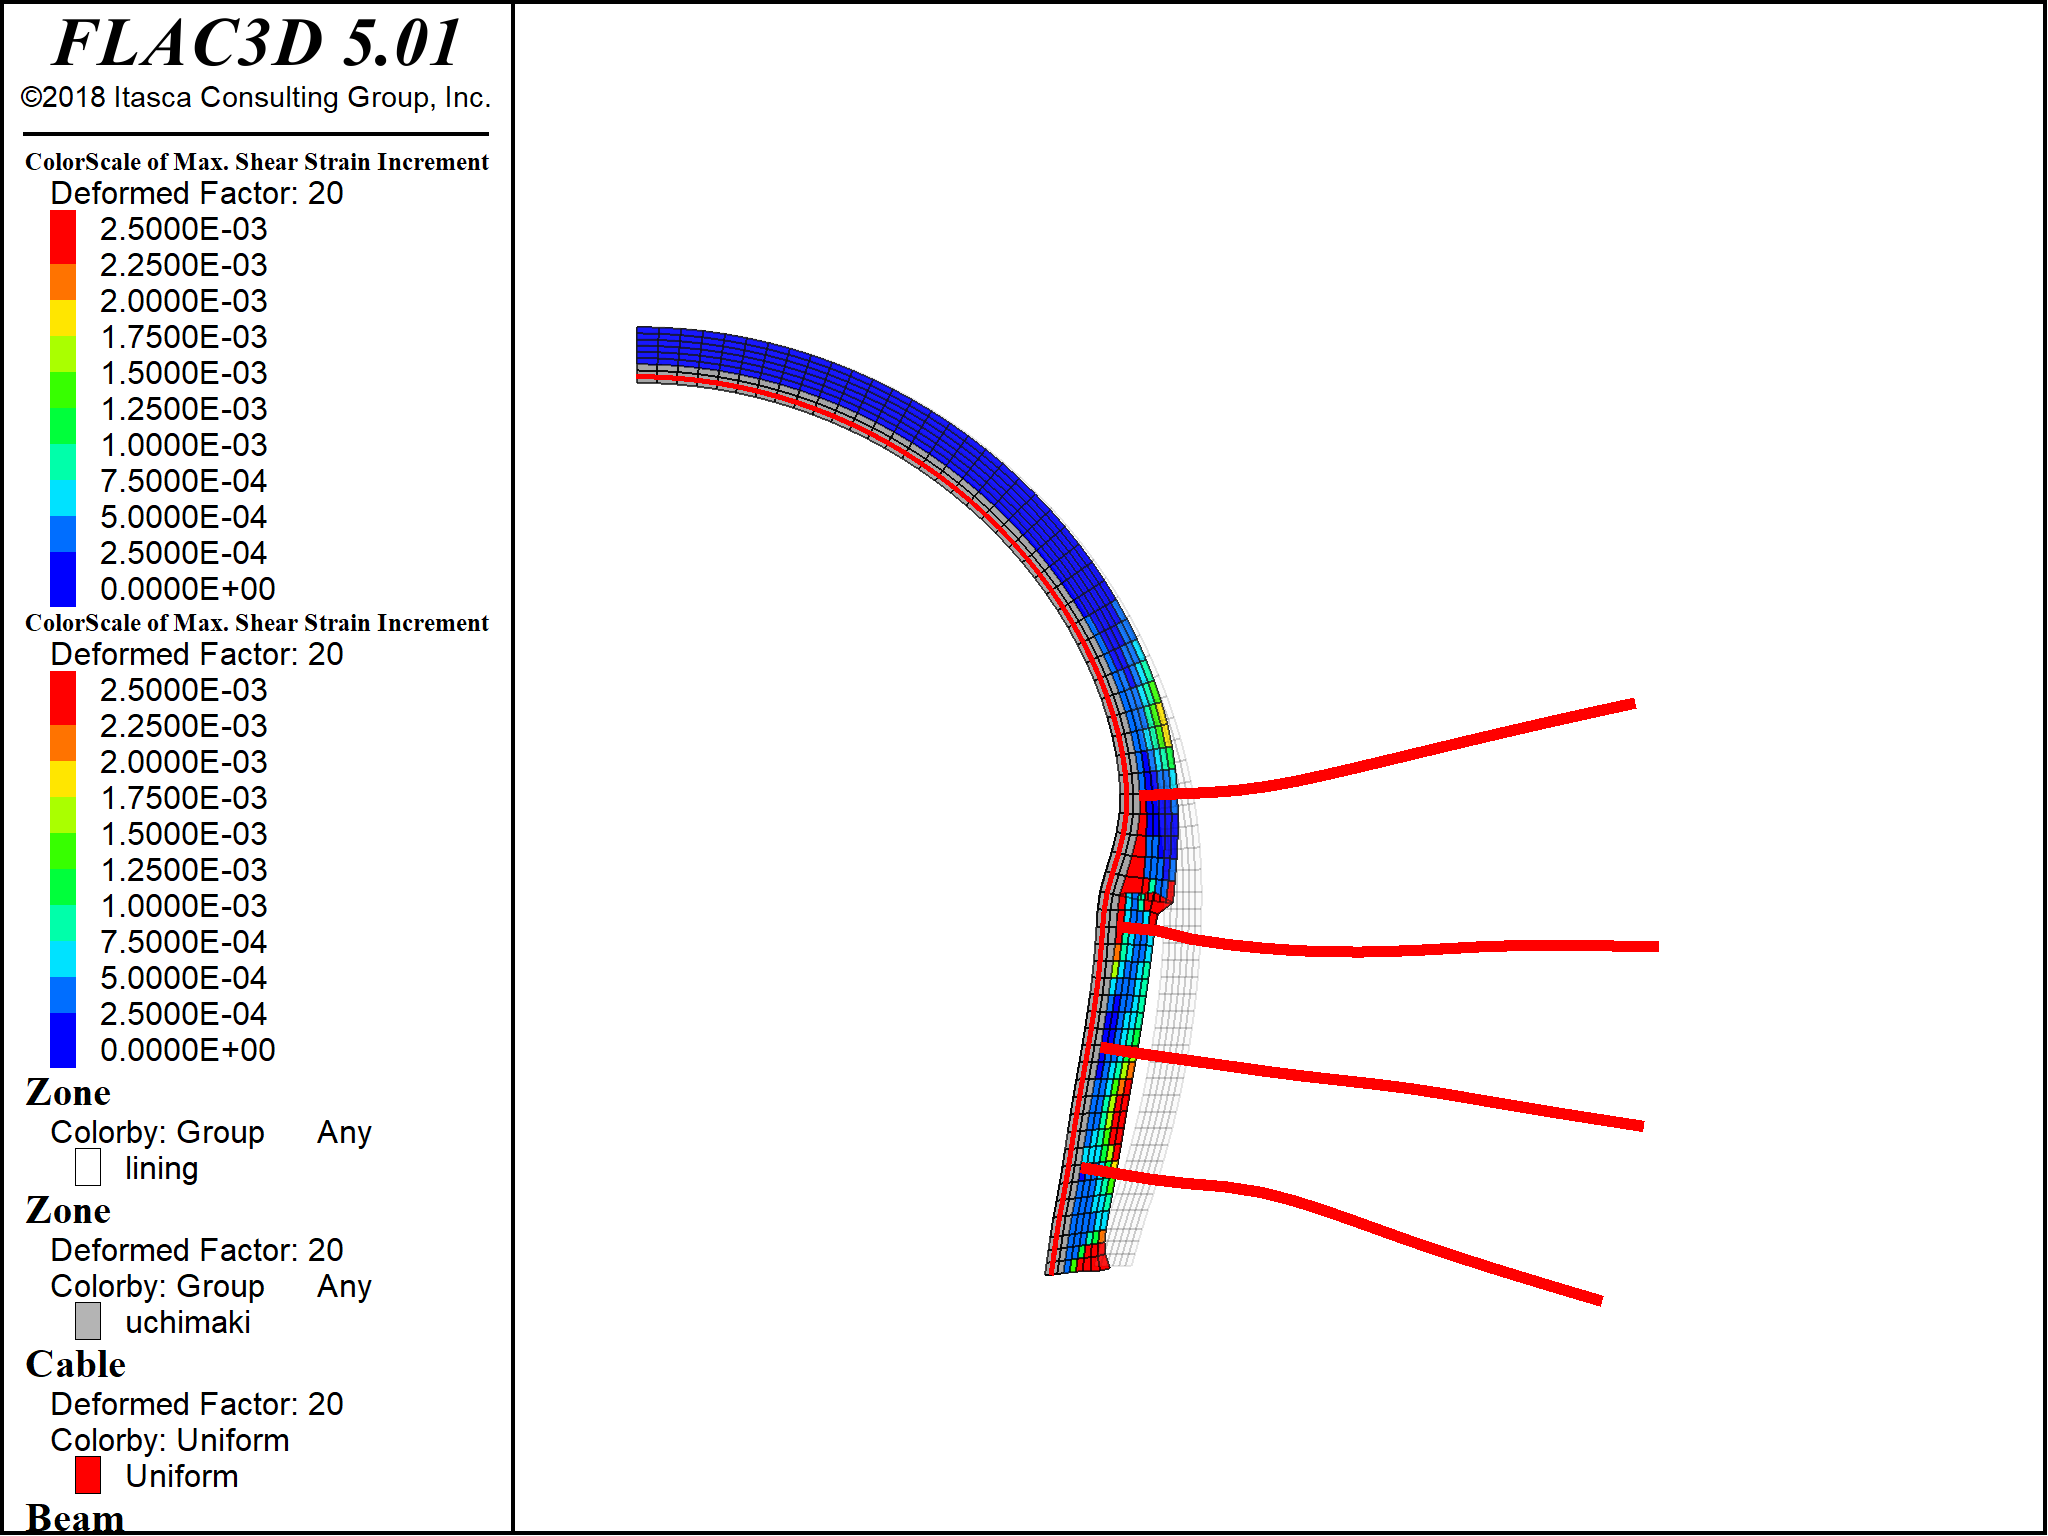 FLAC3D 5.01
©2018 Itasca Consulting Group, Inc.
ColorScale of Max. Shear Strain Increment
Deformed Factor: 20
2.5000E-03
2.2500E-03
2.0000E-03
1.7500E-03
1.5000E-03
1.2500E-03
1.0000E-03
7.5000E-04
5.0000E-04
2.5000E-04
0.0000E+00
ColorScale of Max. Shear Strain Increment
Deformed Factor: 20
2.5000E-03
2.2500E-03
2.0000E-03
1.7500E-03
1.5000E-03
1.2500E-03
1.0000E-03
7.5000E-04
5.0000E-04
2.5000E-04
0.0000E+00
Zone
Colorby: Group Any
lining
Zone
Deformed Factor: 20
Colorby: Group Any
uchimaki
Cable
Deformed Factor: 20
Colorby: Uniform
Uniform
Beam